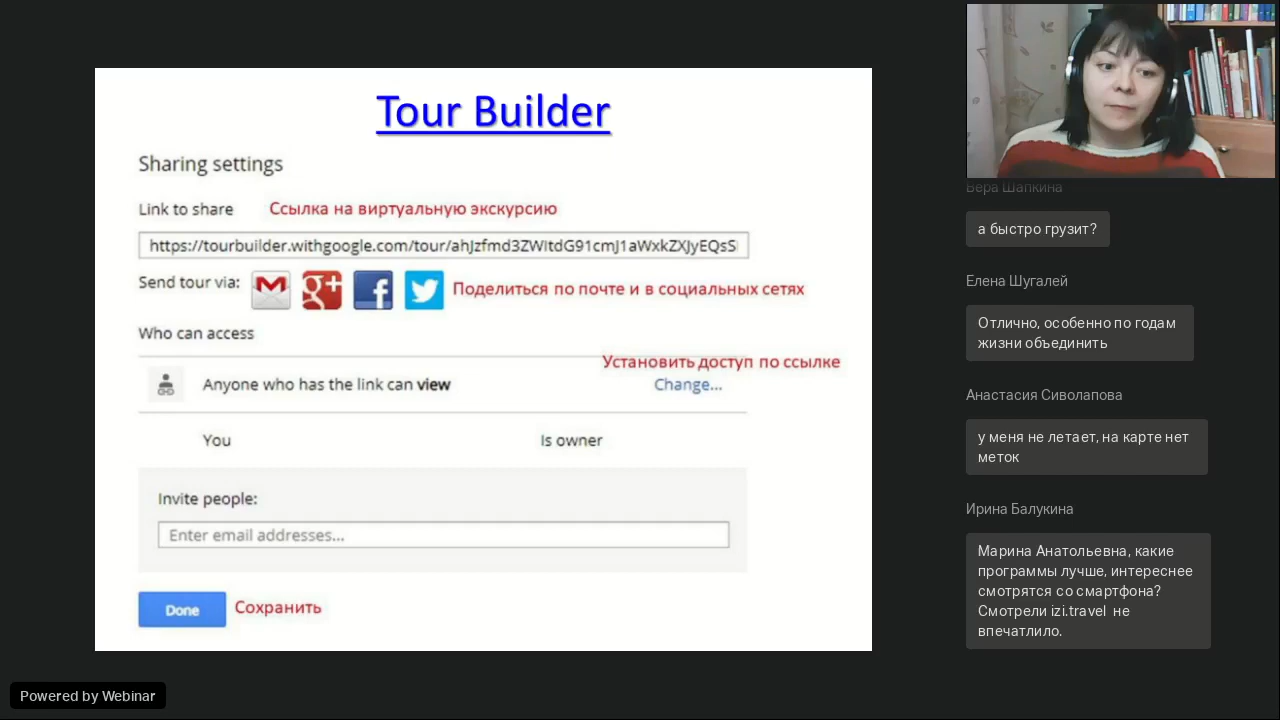 Tour Builder
Sharing settings
Link to share
Ссылка на виртуальную экскурсию
https://tourbuilder.withgoogle.com/tour/ahJzfmd3ZWItdG91cmJ1aWxkZXJyEQsS
Send tour via:
Поделиться по почте и в социальных сетях
Who can access
Установить доступ по ссылке
Anyone who has the link can view
Change...
You
Is owner
Invite people:
Enter email addresses...
Done
Сохранить
Powered by Webinar
Вера Шапкина
а быстро грузит?
Елена Шугалей
Отлично, особенно по годам
жизни объединить
Анастасия Сиволапова
у меня не летает, на карте нет
меток
Ирина Балукина
Марина Анатольевна, какие
программы лучше, интереснее
смотрятся со смартфона?
Смотрели izi.travel не
впечатлило.